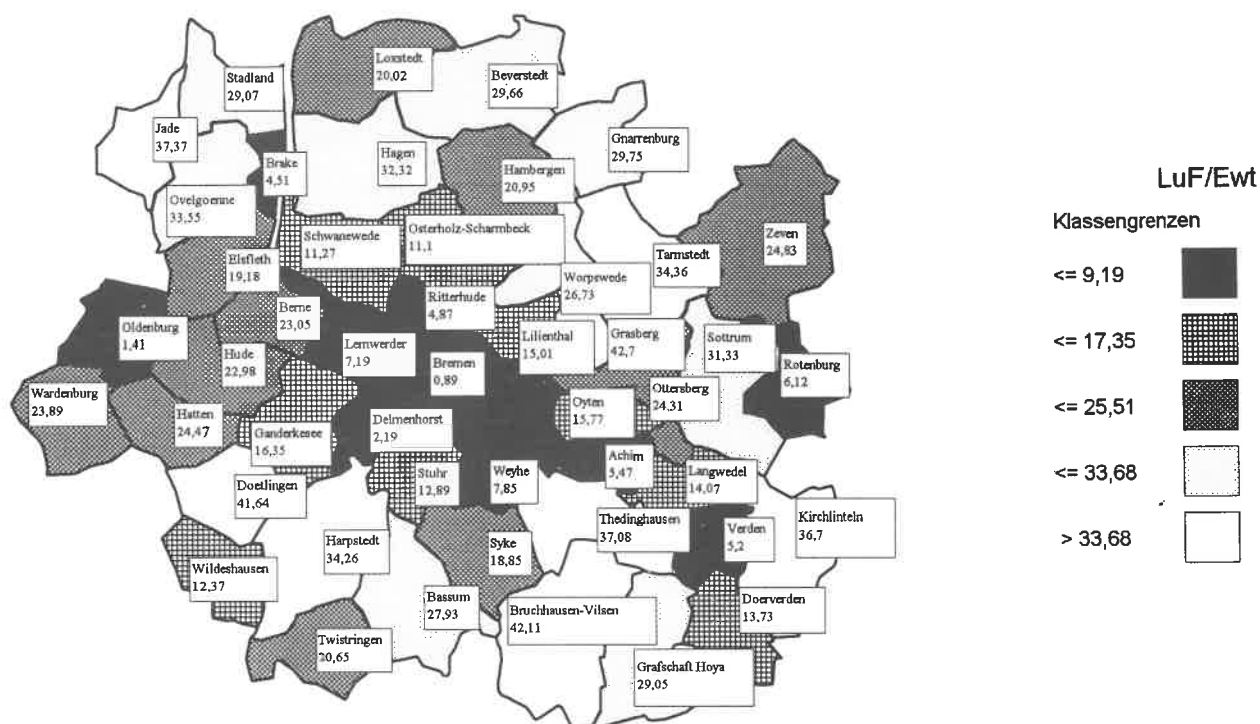 Loxstedt
20,02
Stadland
29,07
Beverstedt
29,66
Jade
37,37
Gnarrenburg
29,75
Hagen
32,32
Brake
4,51
Hambergen
20,95
Ovelgoenne
33,55
Schwanewede
11,27
Osterholz-Scharmbeck
11,1
Zeven
24,83
Tarmstedt
34,36
Elsfleth
19,18
Worpswede
26,73
Berne
23,05
Ritterhude
4,87
Oldenburg
1,41
Lemwerder
7,19
Lilienthal
15,01
Grasberg
42,7
Sottrum
31,33
Hude
22,98
Bremen
0,89
Rotenburg
6,12
Wardenburg
23,89
Hatten
24,47
Oyten
15,77
Ottersberg
24,31
Ganderkesee
16,35
Delmenhorst
2,19
Achim
5,47
Stuhr
12,89
Weyhe
7,85
Langwedel
14,07
Doetlingen
41,64
Thedinghausen
37,08
Verden
5,2
Kirchlinteln
36,7
Harpstedt
34,26
Syke
18,85
Wildeshausen
12,37
Bassum
27,93
Bruchhausen-Vilsen
42,11
Doerverden
13,73
Twistringen
20,65
Grafschaft Hoya
29,05
LuF/Ewt
Klassengrenzen
<= 9,19
<= 17,35
<= 25,51
<= 33,68
> 33,68